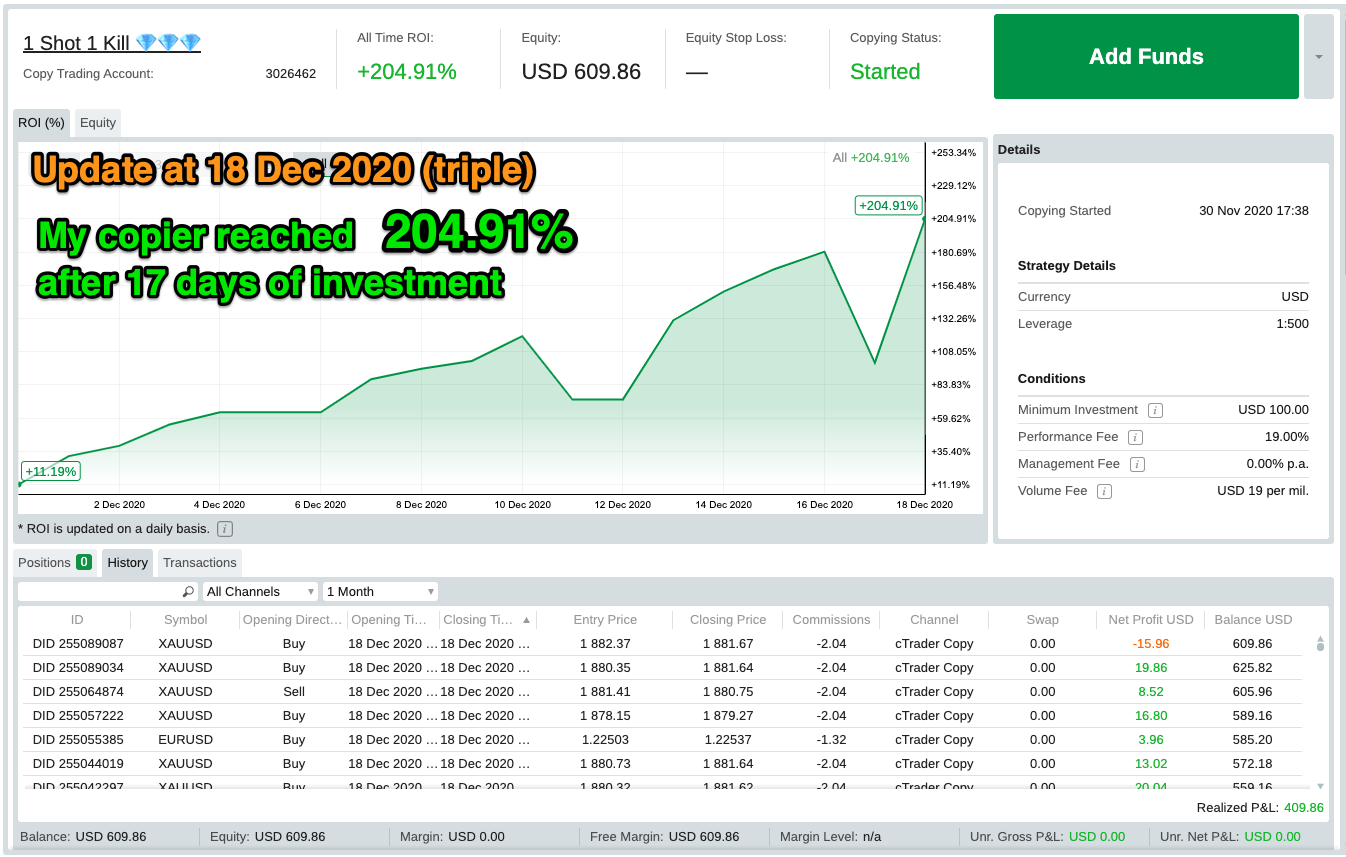 1 Shot 1 Kill 💎💎💎
Copy Trading Account: 3026462
All Time ROI:
+204.91%
Equity:
USD 609.86
Equity Stop Loss:
—
Copying Status:
Started
Add Funds
ROI (%) Equity
Update at 18 Dec 2020 (triple)
My copier reached 204.91%
after 17 days of investment
All +204.91%
+204.91%
+11.19%
+253.34%
+229.12%
+204.91%
+180.69%
+156.48%
+132.26%
+108.05%
+83.83%
+59.62%
+35.40%
+11.19%
2 Dec 2020 4 Dec 2020 6 Dec 2020 8 Dec 2020 10 Dec 2020 12 Dec 2020 14 Dec 2020 16 Dec 2020 18 Dec 2020
* ROI is updated on a daily basis. i
Details
Copying Started 30 Nov 2020 17:38
Strategy Details
Currency USD
Leverage 1:500
Conditions
Minimum Investment i USD 100.00
Performance Fee i 19.00%
Management Fee i 0.00% p.a.
Volume Fee i USD 19 per mil.
Positions 0 History Transactions
All Channels 1 Month
ID Symbol Opening Direct... Opening Ti... Closing Ti... Entry Price Closing Price Commissions Channel Swap Net Profit USD Balance USD
DID 255089087 XAUUSD Buy 18 Dec 2020 ... 18 Dec 2020 ... 1 882.37 1 881.67 -2.04 cTrader Copy 0.00 -15.96 609.86
DID 255089034 XAUUSD Buy 18 Dec 2020 ... 18 Dec 2020 ... 1 880.35 1 881.64 -2.04 cTrader Copy 0.00 19.86 625.82
DID 255064874 XAUUSD Sell 18 Dec 2020 ... 18 Dec 2020 ... 1 881.41 1 880.75 -2.04 cTrader Copy 0.00 8.52 605.96
DID 255057222 XAUUSD Buy 18 Dec 2020 ... 18 Dec 2020 ... 1 878.15 1 879.27 -2.04 cTrader Copy 0.00 16.80 589.16
DID 255055385 EURUSD Buy 18 Dec 2020 ... 18 Dec 2020 ... 1.22503 1.22537 -1.32 cTrader Copy 0.00 3.96 585.20
DID 255044019 XAUUSD Buy 18 Dec 2020 ... 18 Dec 2020 ... 1 880.73 1 881.64 -2.04 cTrader Copy 0.00 13.02 572.18
DID 255042297 XAUUSD Buy 18 Dec 2020 ... 18 Dec 2020 ... 1 880.32 1 881.62 -2.04 cTrader Copy 0.00 20.04 559.16
Realized P&L: 409.86
Balance: USD 609.86 Equity: USD 609.86 Margin: USD 0.00 Free Margin: USD 609.86 Margin Level: n/a Unr. Gross P&L: USD 0.00 Unr. Net P&L: USD 0.00